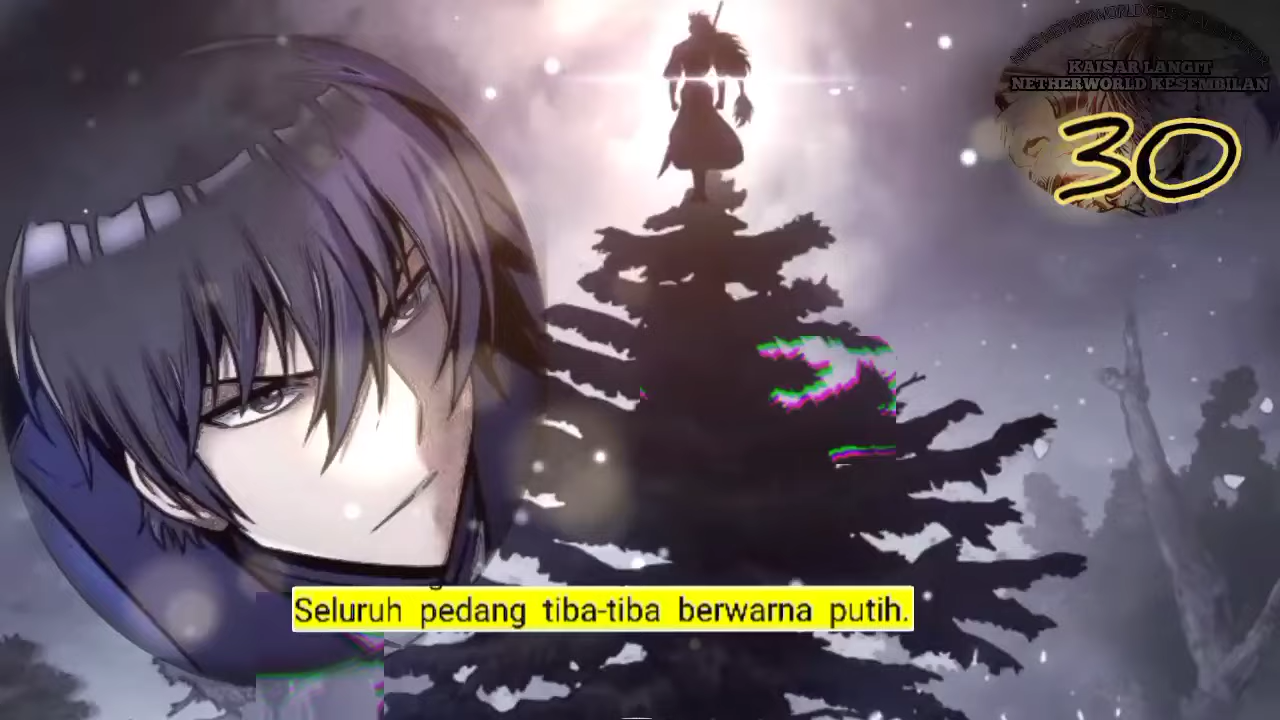 KAISAR LANGIT
NETHERWORLD KESEMBILAN
30
Seluruh pedang tiba-tiba berwarna putih.